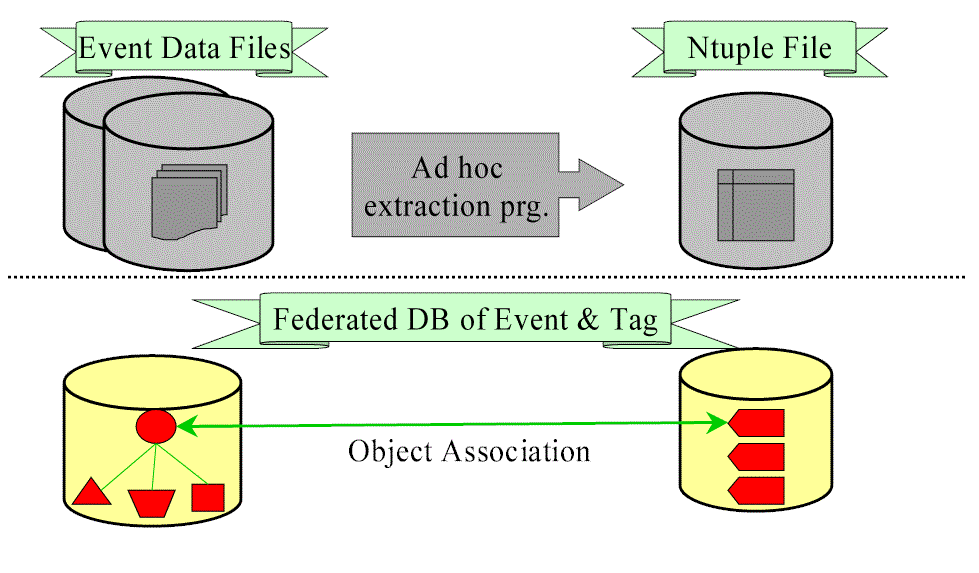 Event Data Files
Ntuple File
Ad hoc
extraction prg.
Federated DB of Event & Tag
Object Association